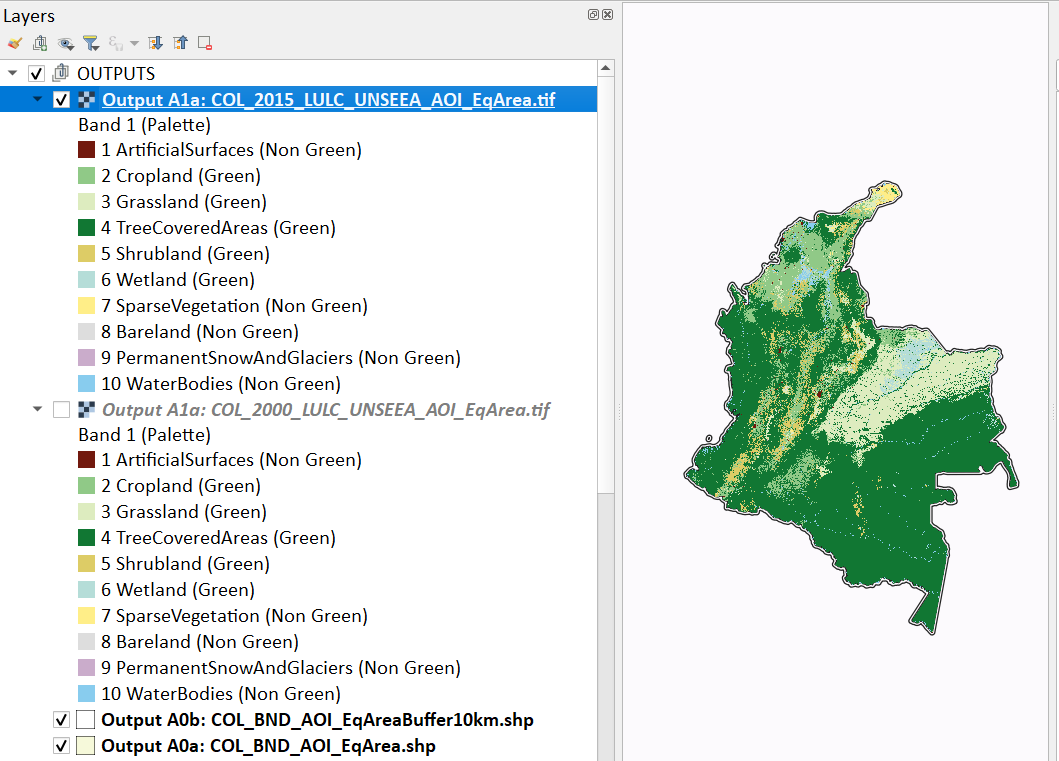 Layers
OUTPUTS
Output A1a: COL_2015_LULC_UNSEEA_AOI_EqArea.tif
Band 1 (Palette)
1 ArtificialSurfaces (Non Green)
2 Cropland (Green)
3 Grassland (Green)
4 TreeCoveredAreas (Green)
5 Shrubland (Green)
6 Wetland (Green)
7 SparseVegetation (Non Green)
8 Bareland (Non Green)
9 PermanentSnowAndGlaciers (Non Green)
10 WaterBodies (Non Green)
Output A1a: COL_2000_LULC_UNSEEA_AOI_EqArea.tif
Band 1 (Palette)
1 ArtificialSurfaces (Non Green)
2 Cropland (Green)
3 Grassland (Green)
4 TreeCoveredAreas (Green)
5 Shrubland (Green)
6 Wetland (Green)
7 SparseVegetation (Non Green)
8 Bareland (Non Green)
9 PermanentSnowAndGlaciers (Non Green)
10 WaterBodies (Non Green)
Output A0b: COL_BND_AOI_EqAreaBuffer10km.shp
Output A0a: COL_BND_AOI_EqArea.shp